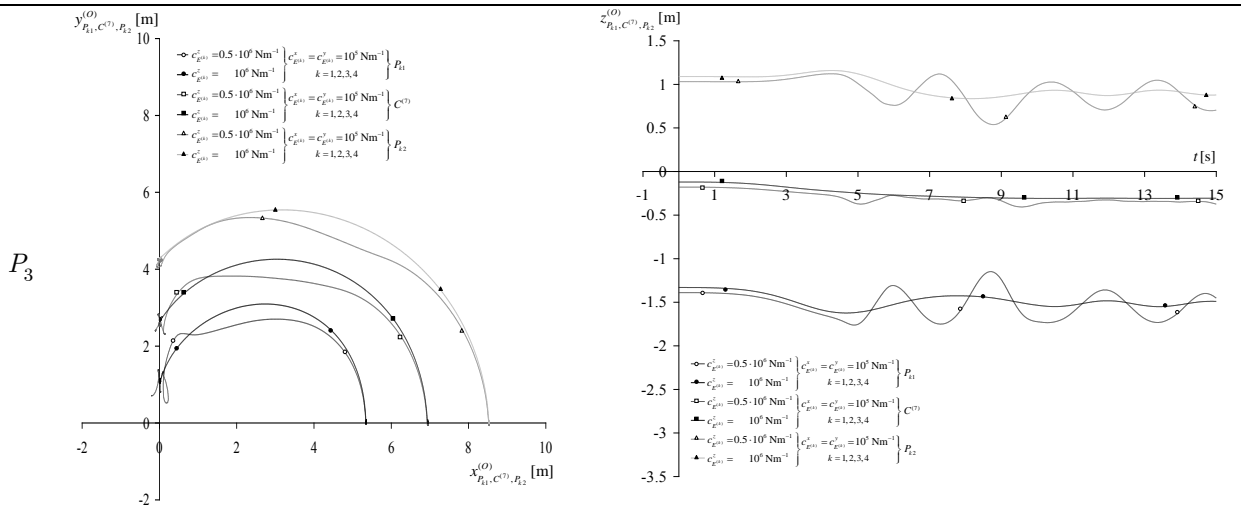 y^{(O)}_{P_{k1},C^{(7)},P_{k2}} [m]
10
8
6
4
2
0
-2
-2 0 2 4 6 8 10
x^{(O)}_{P_{k1},C^{(7)},P_{k2}} [m]
c^z_{E^{(k)}} = 0.5·10^6 Nm^{-1}
c^z_{E^{(k)}} = 10^6 Nm^{-1}
c^x_{E^{(k)}} = c^y_{E^{(k)}} = 10^5 Nm^{-1}
k = 1, 2, 3, 4
P_{k1}
c^z_{E^{(k)}} = 0.5·10^6 Nm^{-1}
c^z_{E^{(k)}} = 10^6 Nm^{-1}
c^x_{E^{(k)}} = c^y_{E^{(k)}} = 10^5 Nm^{-1}
k = 1, 2, 3, 4
C^{(7)}
c^z_{E^{(k)}} = 0.5·10^6 Nm^{-1}
c^z_{E^{(k)}} = 10^6 Nm^{-1}
c^x_{E^{(k)}} = c^y_{E^{(k)}} = 10^5 Nm^{-1}
k = 1, 2, 3, 4
P_{k2}
P_3
z^{(O)}_{P_{k1},C^{(7)},P_{k2}} [m]
1.5
1
0.5
0
-0.5
-1
-1.5
-2
-2.5
-3
-3.5
t [s]
-1 1 3 5 7 9 11 13 15
c^z_{E^{(k)}} = 0.5·10^6 Nm^{-1}
c^z_{E^{(k)}} = 10^6 Nm^{-1}
c^x_{E^{(k)}} = c^y_{E^{(k)}} = 10^5 Nm^{-1}
k = 1, 2, 3, 4
P_{k1}
c^z_{E^{(k)}} = 0.5·10^6 Nm^{-1}
c^z_{E^{(k)}} = 10^6 Nm^{-1}
c^x_{E^{(k)}} = c^y_{E^{(k)}} = 10^5 Nm^{-1}
k = 1, 2, 3, 4
C^{(7)}
c^z_{E^{(k)}} = 0.5·10^6 Nm^{-1}
c^z_{E^{(k)}} = 10^6 Nm^{-1}
c^x_{E^{(k)}} = c^y_{E^{(k)}} = 10^5 Nm^{-1}
k = 1, 2, 3, 4
P_{k2}